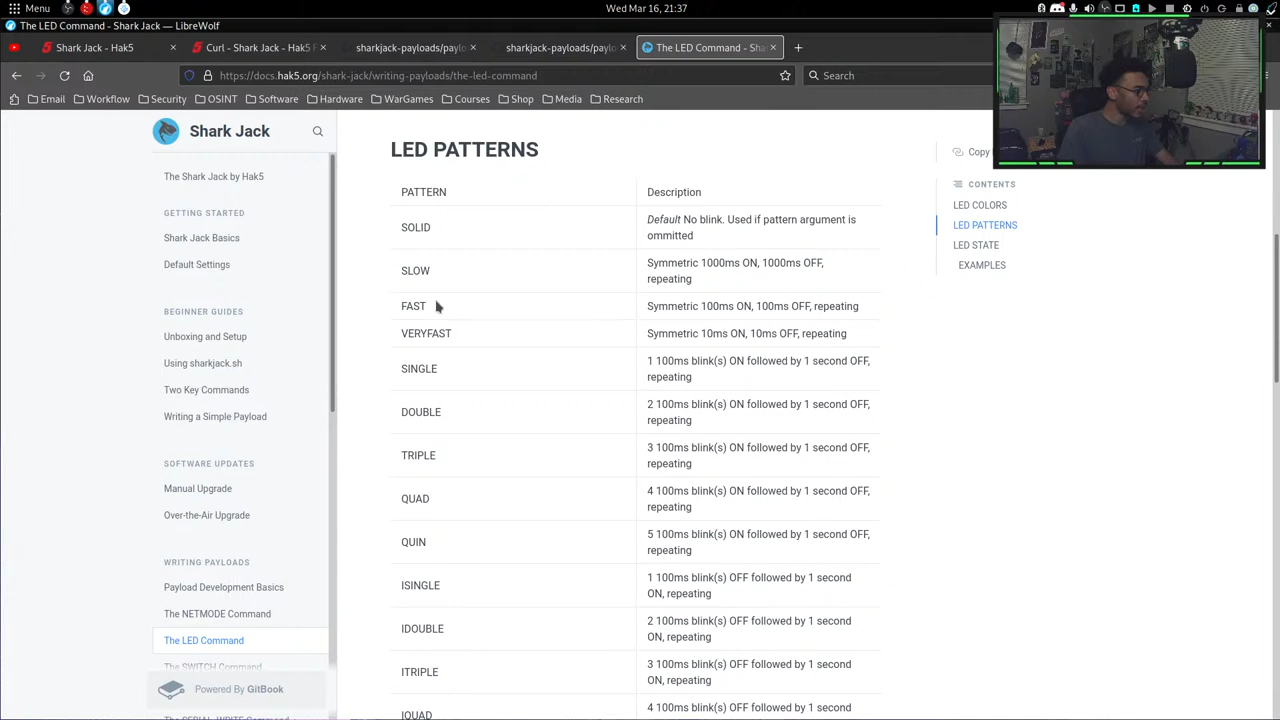 Menu
Wed Mar 16, 21:37
The LED Command - Shark Jack — LibreWolf
Shark Jack - Hak5
Curl - Shark Jack - Hak5 F
sharkjack-payloads/paylo
sharkjack-payloads/paylo
The LED Command - Sha
https://docs.hak5.org/shark-jack/writing-payloads/the-led-command
Search
Email
Workflow
Security
OSINT
Software
Hardware
WarGames
Courses
Shop
Media
Research
Shark Jack
The Shark Jack by Hak5
GETTING STARTED
Shark Jack Basics
Default Settings
BEGINNER GUIDES
Unboxing and Setup
Using sharkjack.sh
Two Key Commands
Writing a Simple Payload
SOFTWARE UPDATES
Manual Upgrade
Over-the-Air Upgrade
WRITING PAYLOADS
Payload Development Basics
The NETMODE Command
The LED Command
The SWITCH Command
Powered By GitBook
The SERIAL_WRITE Command
LED PATTERNS
PATTERN Description
SOLID Default No blink. Used if pattern argument is
ommitted
SLOW Symmetric 1000ms ON, 1000ms OFF,
repeating
FAST Symmetric 100ms ON, 100ms OFF, repeating
VERYFAST Symmetric 10ms ON, 10ms OFF, repeating
SINGLE 1 100ms blink(s) ON followed by 1 second OFF,
repeating
DOUBLE 2 100ms blink(s) ON followed by 1 second OFF,
repeating
TRIPLE 3 100ms blink(s) ON followed by 1 second OFF,
repeating
QUAD 4 100ms blink(s) ON followed by 1 second OFF,
repeating
QUIN 5 100ms blink(s) ON followed by 1 second OFF,
repeating
ISINGLE 1 100ms blink(s) OFF followed by 1 second
ON, repeating
IDOUBLE 2 100ms blink(s) OFF followed by 1 second
ON, repeating
ITRIPLE 3 100ms blink(s) OFF followed by 1 second
ON, repeating
IQUAD 4 100ms blink(s) OFF followed by 1 second
Copy
CONTENTS
LED COLORS
LED PATTERNS
LED STATE
EXAMPLES